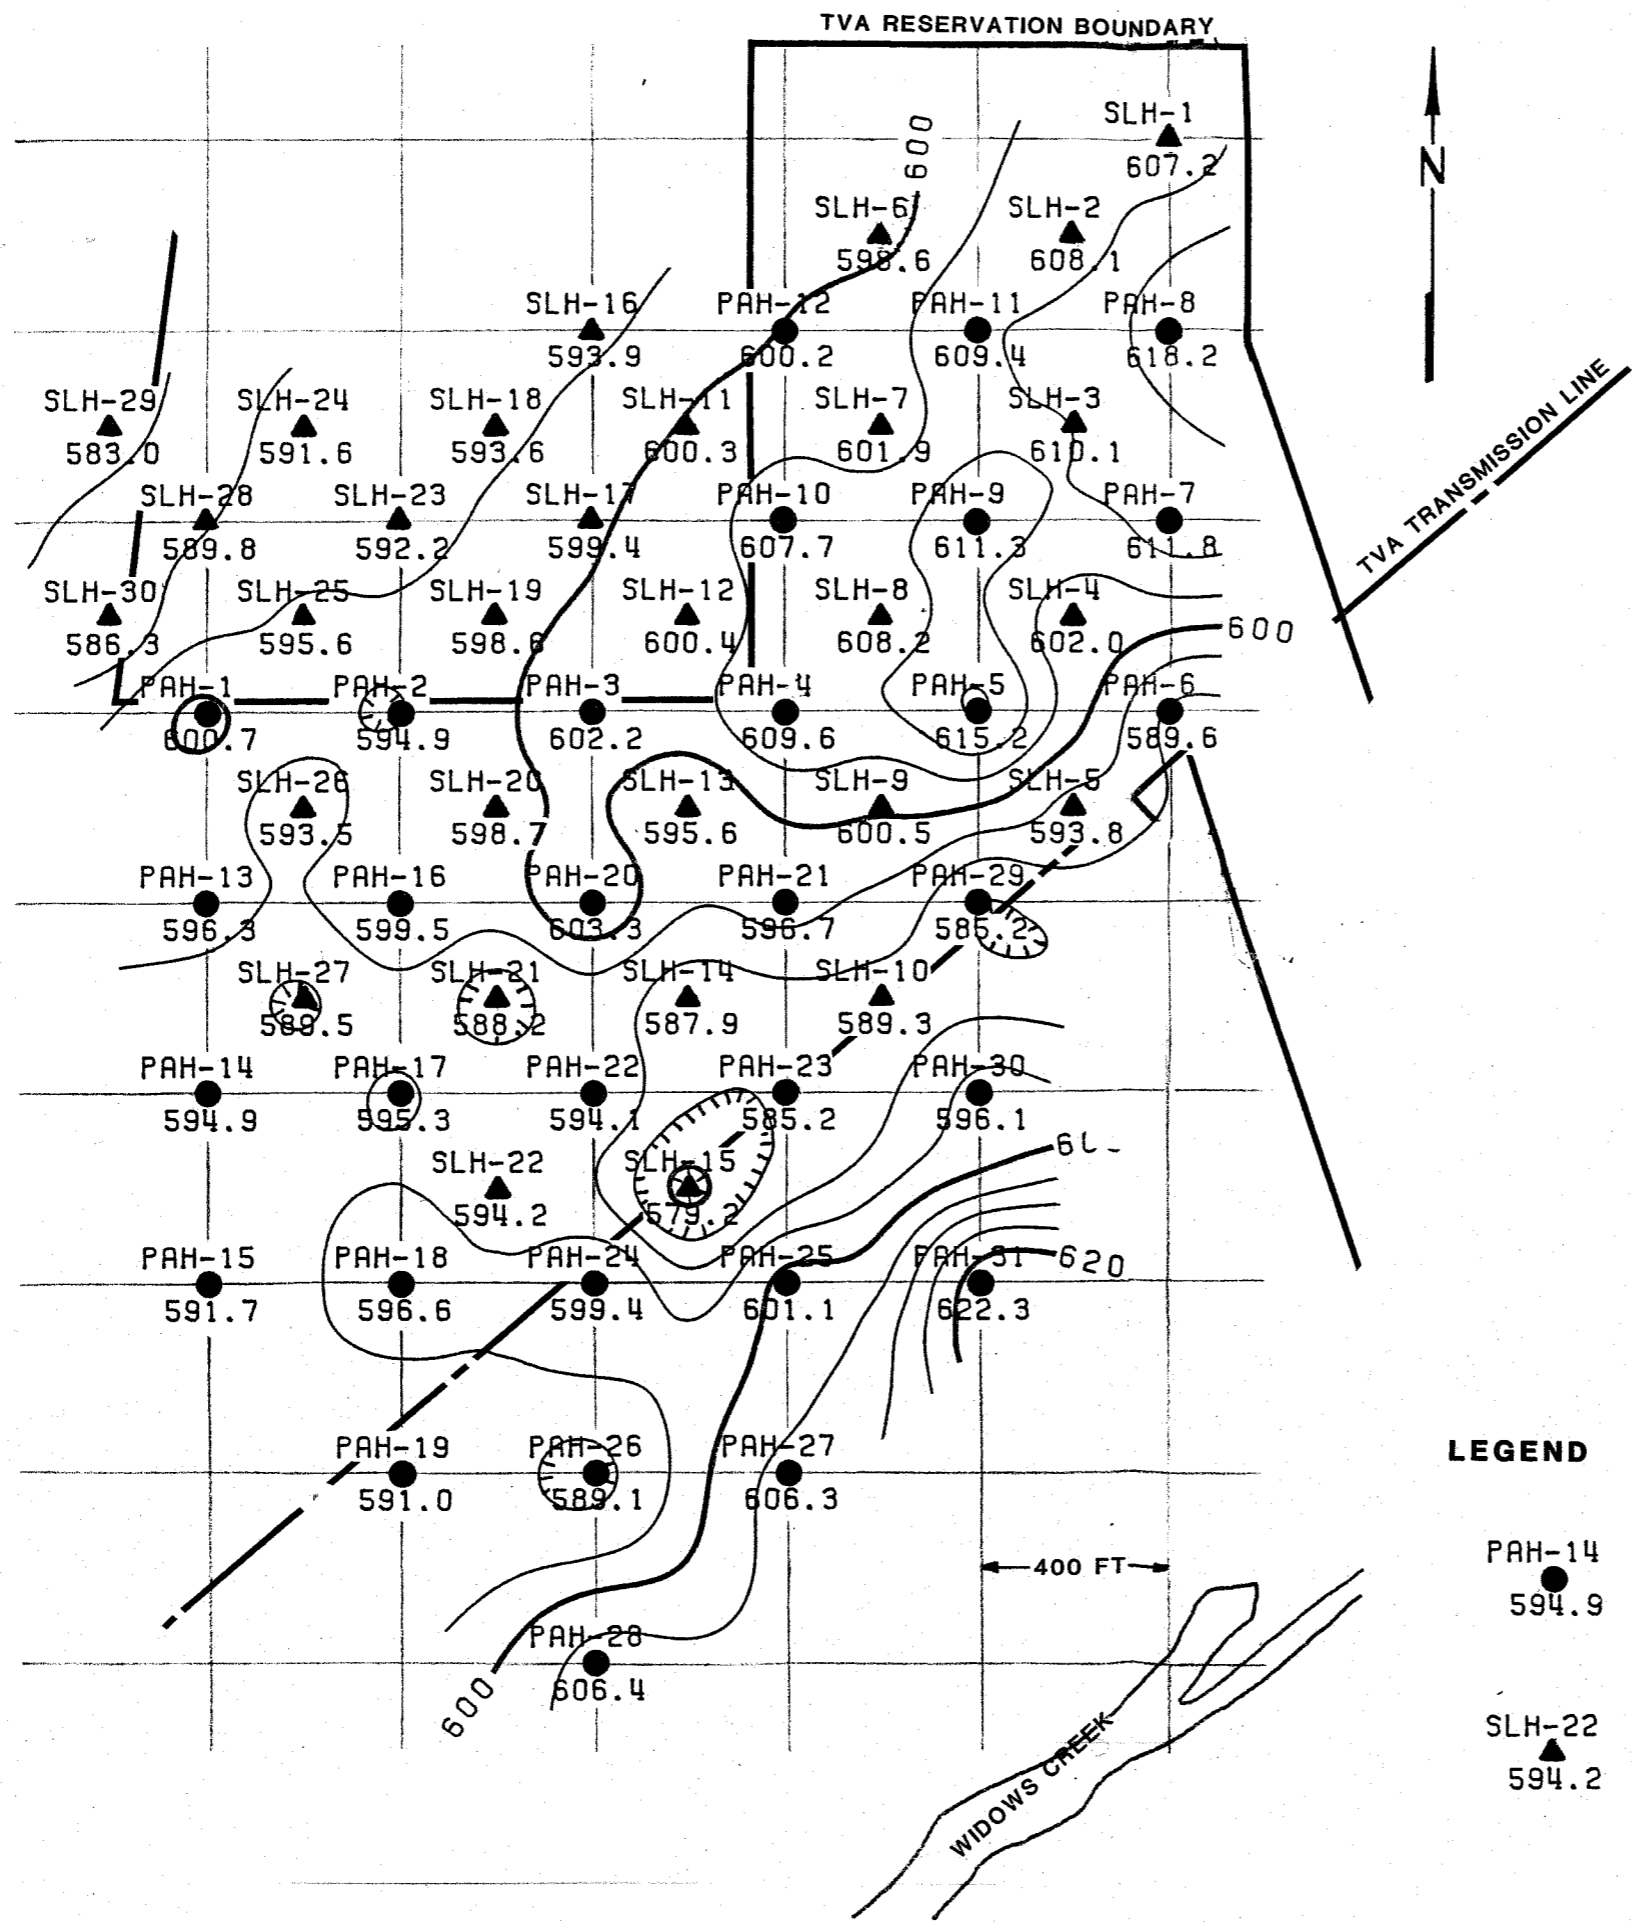 TVA RESERVATION BOUNDARY
SLH-1
607.2
600
N
SLH-6
598.6
SLH-2
608.1
SLH-16
593.9
PAH-12
600.2
PAH-11
609.4
PAH-8
618.2
SLH-29
583.0
SLH-24
591.6
SLH-18
593.6
SLH-11
600.3
SLH-7
601.9
SLH-3
610.1
TVA TRANSMISSION LINE
SLH-28
589.8
SLH-23
592.2
SLH-17
599.4
PAH-10
607.7
PAH-9
611.3
PAH-7
611.8
SLH-30
586.3
SLH-25
595.6
SLH-19
598.6
SLH-12
600.4
SLH-8
608.2
SLH-4
602.0
600
PAH-1
600.7
PAH-2
594.9
PAH-3
602.2
PAH-4
609.6
PAH-5
615.2
PAH-6
589.6
SLH-26
593.5
SLH-20
598.7
SLH-13
595.6
SLH-9
600.5
SLH-5
593.8
PAH-13
596.3
PAH-16
599.5
PAH-20
603.3
PAH-21
596.7
PAH-29
585.2
SLH-27
589.5
SLH-21
588.2
SLH-14
587.9
SLH-10
589.3
PAH-14
594.9
PAH-17
595.3
PAH-22
594.1
PAH-23
585.2
PAH-30
596.1
SLH-22
594.2
SLH-15
579.2
PAH-15
591.7
PAH-18
596.6
PAH-24
599.4
PAH-25
601.1
PAH-31
622.3
620
PAH-19
591.0
PAH-26
589.1
PAH-27
606.3
LEGEND
400 FT
PAH-14
594.9
PAH-28
606.4
600
WIDOWS CREEK
SLH-22
594.2